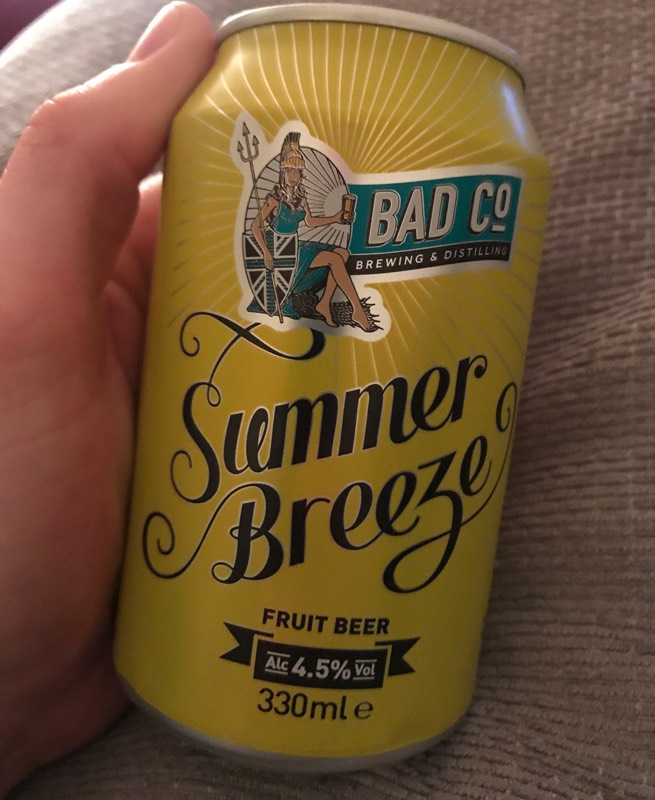 BAD Co
BREWING & DISTILLING
Summer
Breeze
FRUIT BEER
Alc 4.5% Vol
330ml e